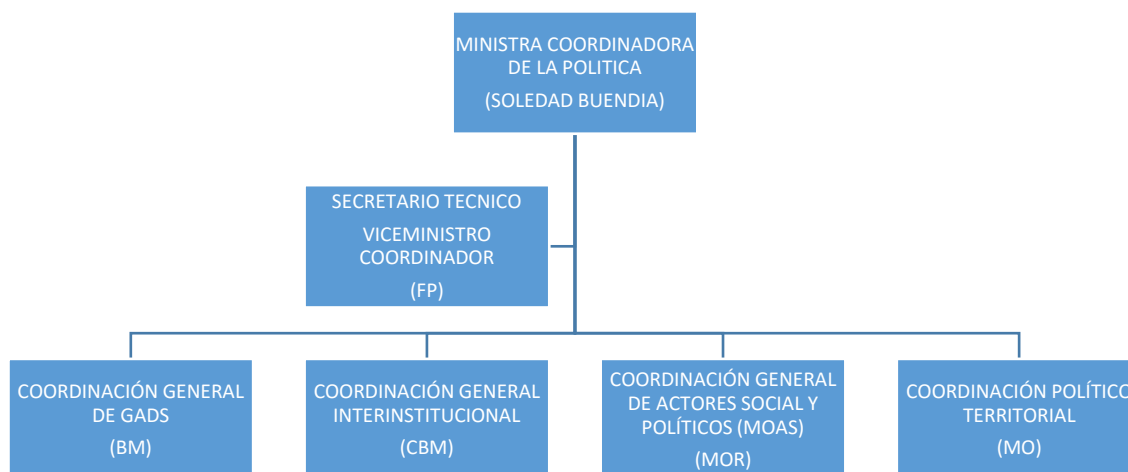 MINISTRA COORDINADORA
DE LA POLITICA
(SOLEDAD BUENDIA)
SECRETARIO TECNICO
VICEMINISTRO
COORDINADOR
(FP)
COORDINACIÓN GENERAL
DE GADS
(BM)
COORDINACIÓN GENERAL
INTERINSTITUCIONAL
(CBM)
COORDINACIÓN GENERAL
DE ACTORES SOCIAL Y
POLÍTICOS (MOAS)
(MOR)
COORDINACIÓN POLÍTICO
TERRITORIAL
(MO)